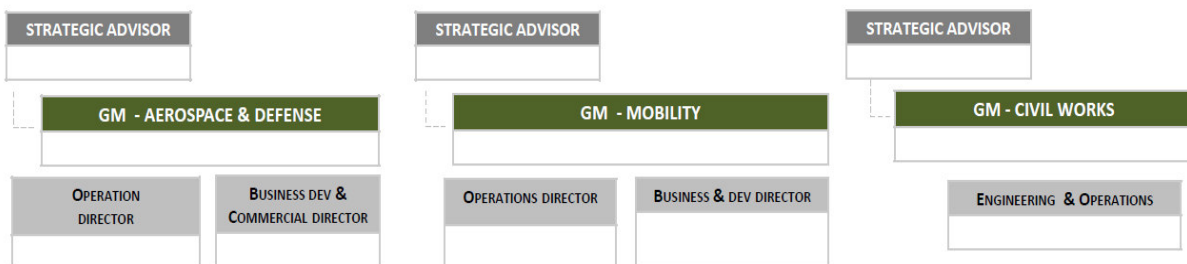 STRATEGIC ADVISOR
STRATEGIC ADVISOR
STRATEGIC ADVISOR
GM - AEROSPACE & DEFENSE
GM - MOBILITY
GM - CIVIL WORKS
OPERATION
DIRECTOR
BUSINESS DEV &
COMMERCIAL DIRECTOR
OPERATIONS DIRECTOR
BUSINESS & DEV DIRECTOR
ENGINEERING & OPERATIONS